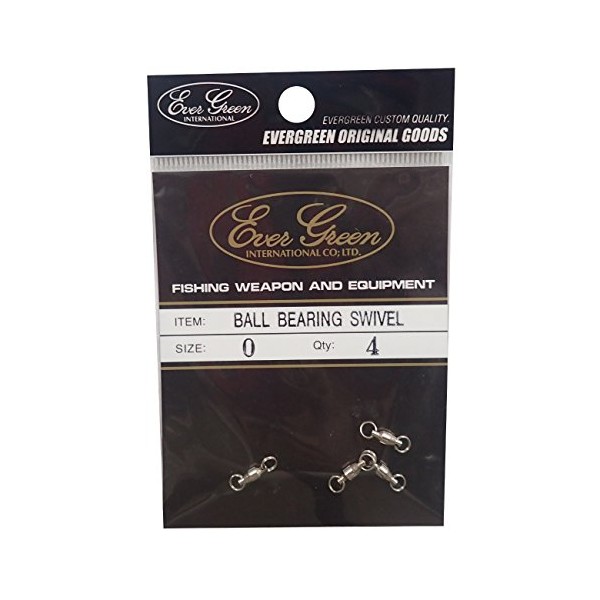 Ever Green
INTERNATIONAL
EVERGREEN CUSTOM QUALITY.
EVERGREEN ORIGINAL GOODS
Ever Green
INTERNATIONAL CO; LTD.
FISHING WEAPON AND EQUIPMENT
ITEM: BALL BEARING SWIVEL
SIZE: 0 Qty: 4